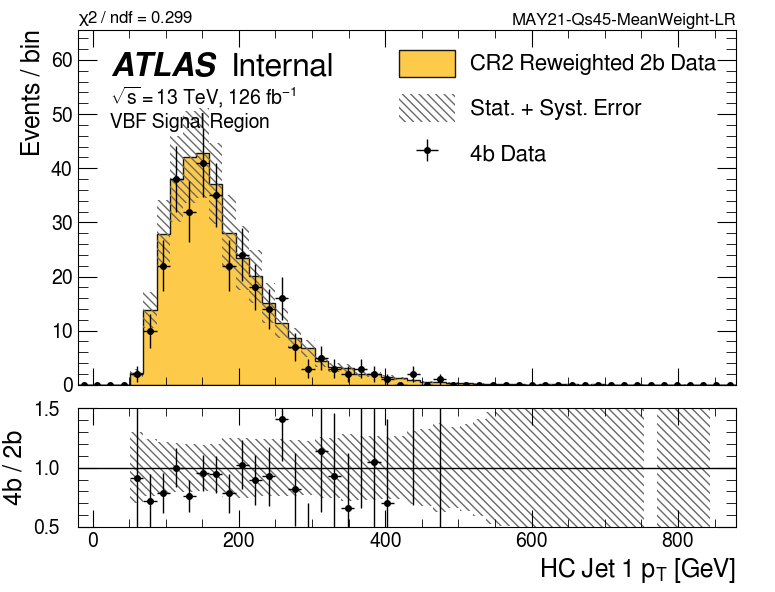 χ2 / ndf = 0.299
MAY21-Qs45-MeanWeight-LR
Events / bin
60
50
40
30
20
10
0
ATLAS Internal
√s = 13 TeV, 126 fb⁻¹
VBF Signal Region
CR2 Reweighted 2b Data
Stat. + Syst. Error
4b Data
4b / 2b
1.5
1.0
0.5
0 200 400 600 800
HC Jet 1 pT [GeV]